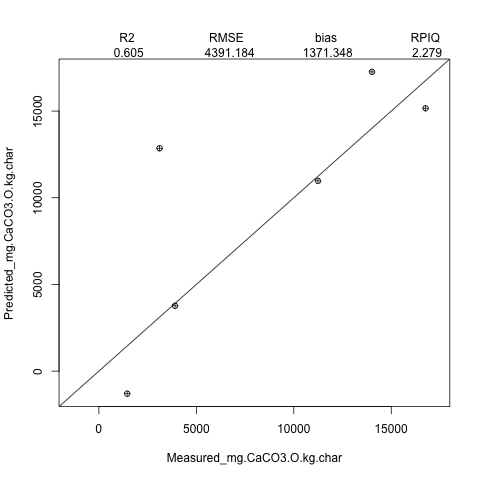 R2 RMSE bias RPIQ
0.605 4391.184 1371.348 2.279
15000
10000
5000
0
Predicted_mg.CaCO3.O.kg.char
0 5000 10000 15000
Measured_mg.CaCO3.O.kg.char